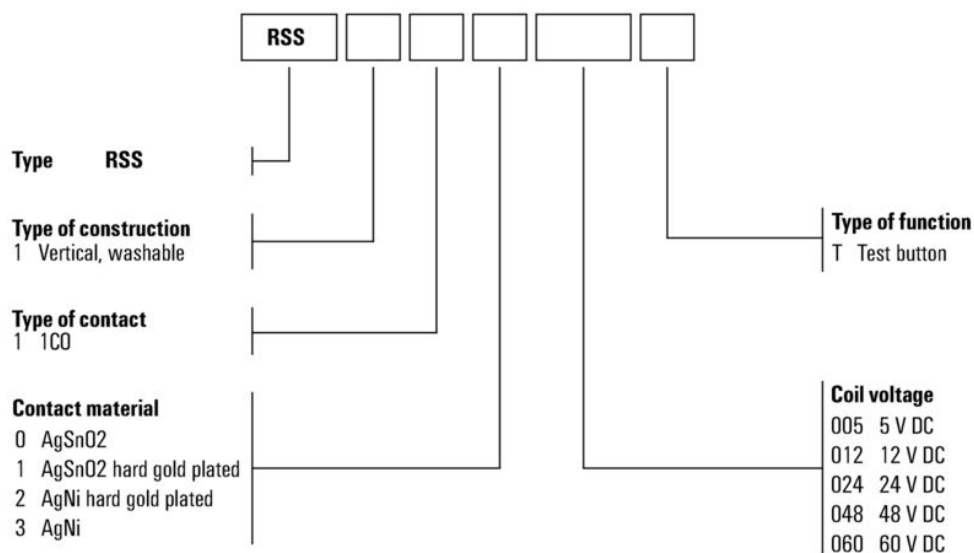 RSS
Type RSS
Type of construction
1 Vertical, washable
Type of contact
1 1CO
Contact material
0 AgSnO2
1 AgSnO2 hard gold plated
2 AgNi hard gold plated
3 AgNi
Type of function
T Test button
Coil voltage
005 5 V DC
012 12 V DC
024 24 V DC
048 48 V DC
060 60 V DC